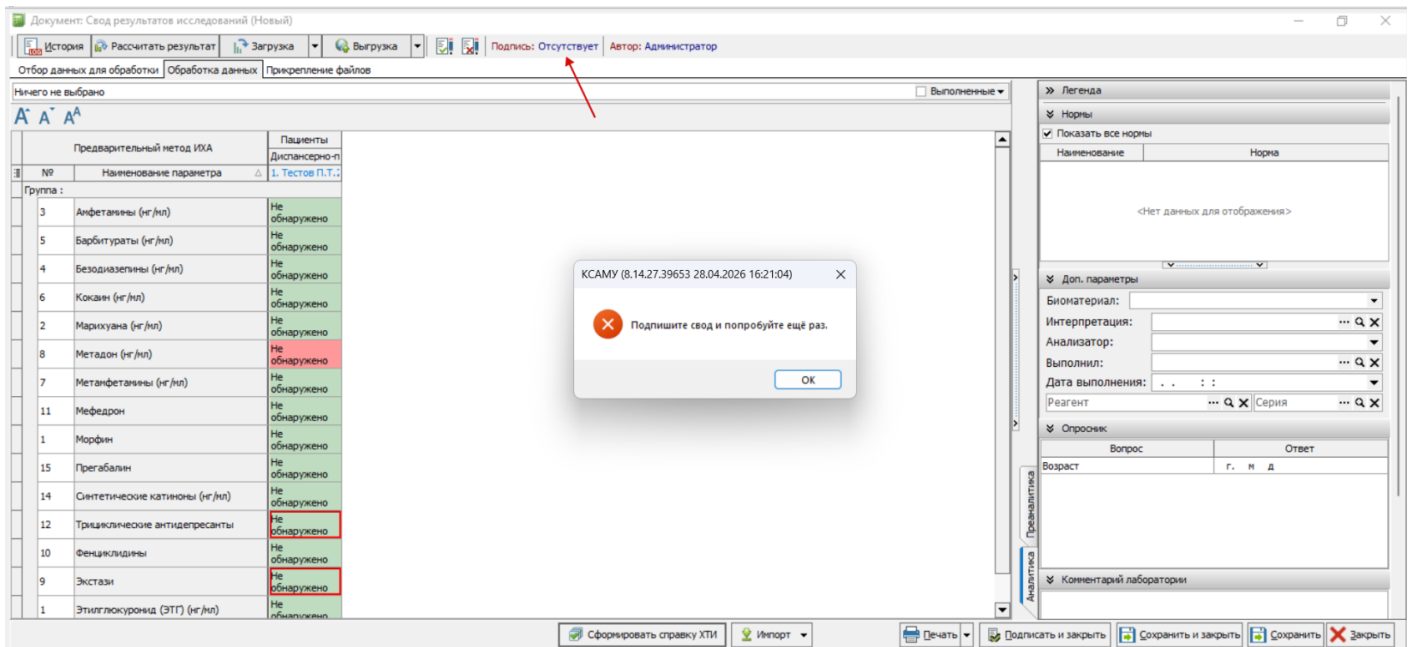 Документ: Свод результатов исследований (Новый)
История Рассчитать результат Загрузка Выгрузка Подпись: Отсутствует Автор: Администратор
Отбор данных для обработки Обработка данных Прикрепление файлов
Ничего не выбрано Выполненные
Предварительный метод ИХА
Пациенты
Диспансерно-п
№ Наименование параметра 1. Тестов П.Т.
Группа :
3 Амфетамины (нг/мл) Не обнаружено
5 Барбитураты (нг/мл) Не обнаружено
4 Безодиазепины (нг/мл) Не обнаружено
6 Кокаин (нг/мл) Не обнаружено
2 Марихуана (нг/мл) Не обнаружено
8 Метадон (нг/мл) Не обнаружено
7 Метамфетамины (нг/мл) Не обнаружено
11 Мефедрон Не обнаружено
1 Морфин Не обнаружено
15 Прегабалин Не обнаружено
14 Синтетические катиноны (нг/мл) Не обнаружено
12 Трициклические антидепресанты Не обнаружено
10 Фенциклидины Не обнаружено
9 Экстази Не обнаружено
1 Этилглюкуронид (ЭТГ) (нг/мл) Не обнаружено
КСАМУ (8.14.27.39653 28.04.2026 16:21:04)
Подпишите свод и попробуйте ещё раз.
ОК
Легенда
Нормы
Показать все нормы
Наименование Норма
<Нет данных для отображения>
Доп. параметры
Биоматериал:
Интерпретация:
Анализатор:
Выполнил:
Дата выполнения: . . : :
Реагент Серия
Опросник
Вопрос Ответ
Возраст г. м д
Преаналитика
Аналитика
Комментарий лаборатории
Сформировать справку ХТИ Импорт Печать Подписать и закрыть Сохранить и закрыть Сохранить Закрыть